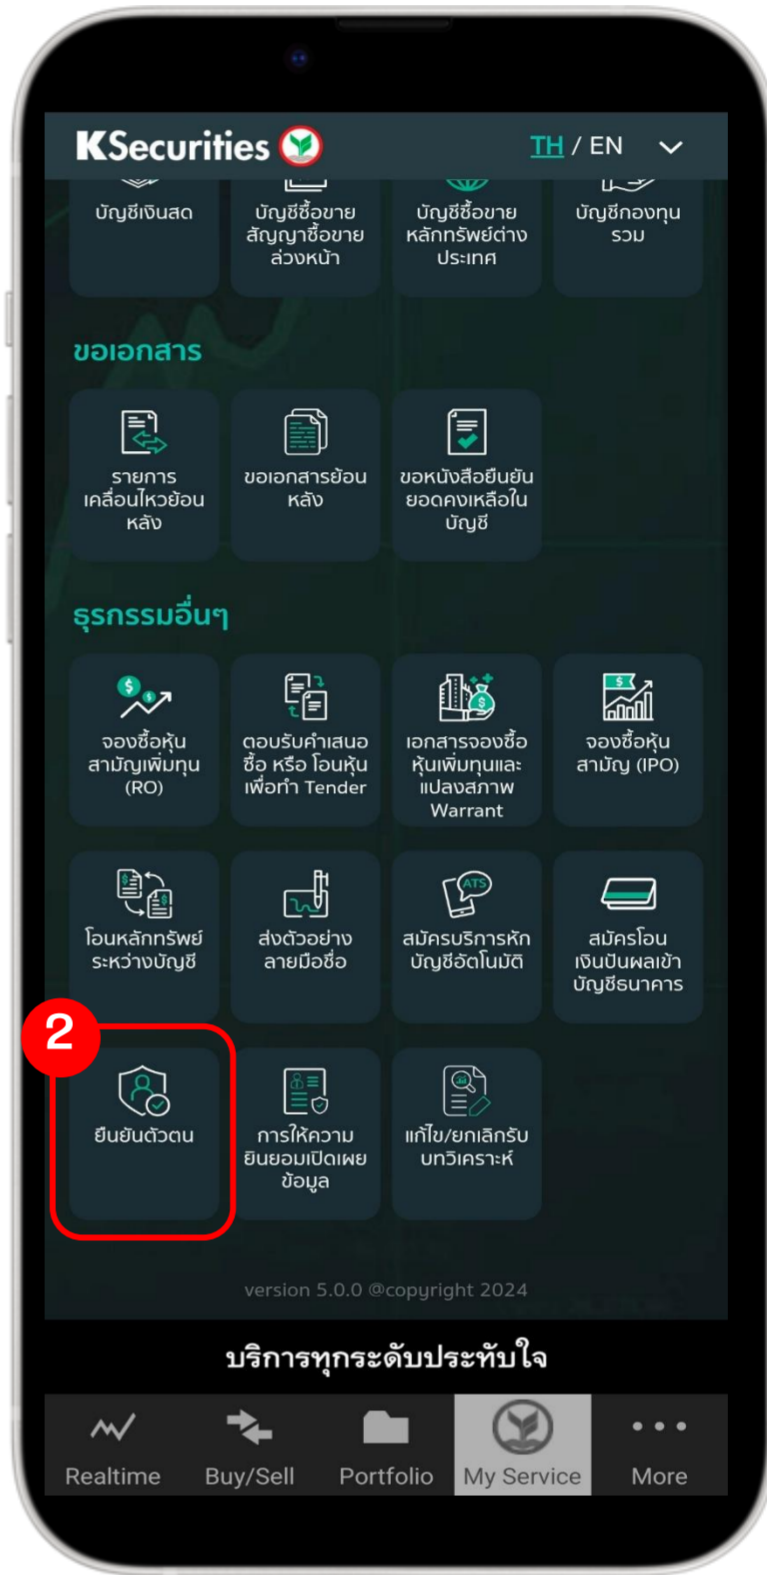 KSecurities TH / EN
บัญชีเงินสด
บัญชีซื้อขาย
สัญญาซื้อขาย
ล่วงหน้า
บัญชีซื้อขาย
หลักทรัพย์ต่าง
ประเทศ
บัญชีกองทุน
รวม
ขอเอกสาร
รายการ
เคลื่อนไหวย้อน
หลัง
ขอเอกสารย้อน
หลัง
ขอหนังสือยืนยัน
ยอดคงเหลือใน
บัญชี
ธุรกรรมอื่นๆ
จองซื้อหุ้น
สามัญเพิ่มทุน
(RO)
ตอบรับคำเสนอ
ซื้อ หรือ โอนหุ้น
เพื่อทำ Tender
เอกสารจองซื้อ
หุ้นเพิ่มทุนและ
แปลงสภาพ
Warrant
จองซื้อหุ้น
สามัญ (IPO)
โอนหลักทรัพย์
ระหว่างบัญชี
ส่งตัวอย่าง
ลายมือชื่อ
ATS
สมัครบริการหัก
บัญชีอัตโนมัติ
สมัครโอน
เงินปันผลเข้า
บัญชีธนาคาร
2
ยืนยันตัวตน
การให้ความ
ยินยอมเปิดเผย
ข้อมูล
แก้ไข/ยกเลิกรับ
บทวิเคราะห์
version 5.0.0 @copyright 2024
บริการทุกระดับประทับใจ
Realtime
Buy/Sell
Portfolio
My Service
More